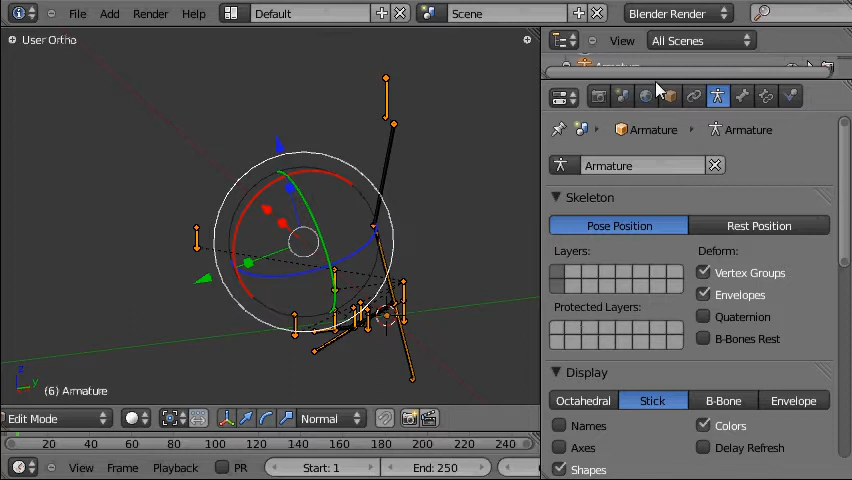 File Add Render Help Default Scene Blender Render
User Ortho
View All Scenes
Armature
Armature Armature
Armature
Skeleton
Pose Position Rest Position
Layers: Deform:
Vertex Groups
Envelopes
Protected Layers:
Quaternion
B-Bones Rest
z
y
(6) Armature
Display
Octahedral Stick B-Bone Envelope
Edit Mode Normal
Names Colors
Axes Delay Refresh
Shapes
20 40 60 80 100 120 140 160 180 200 220 240
View Frame Playback PR Start: 1 End: 250